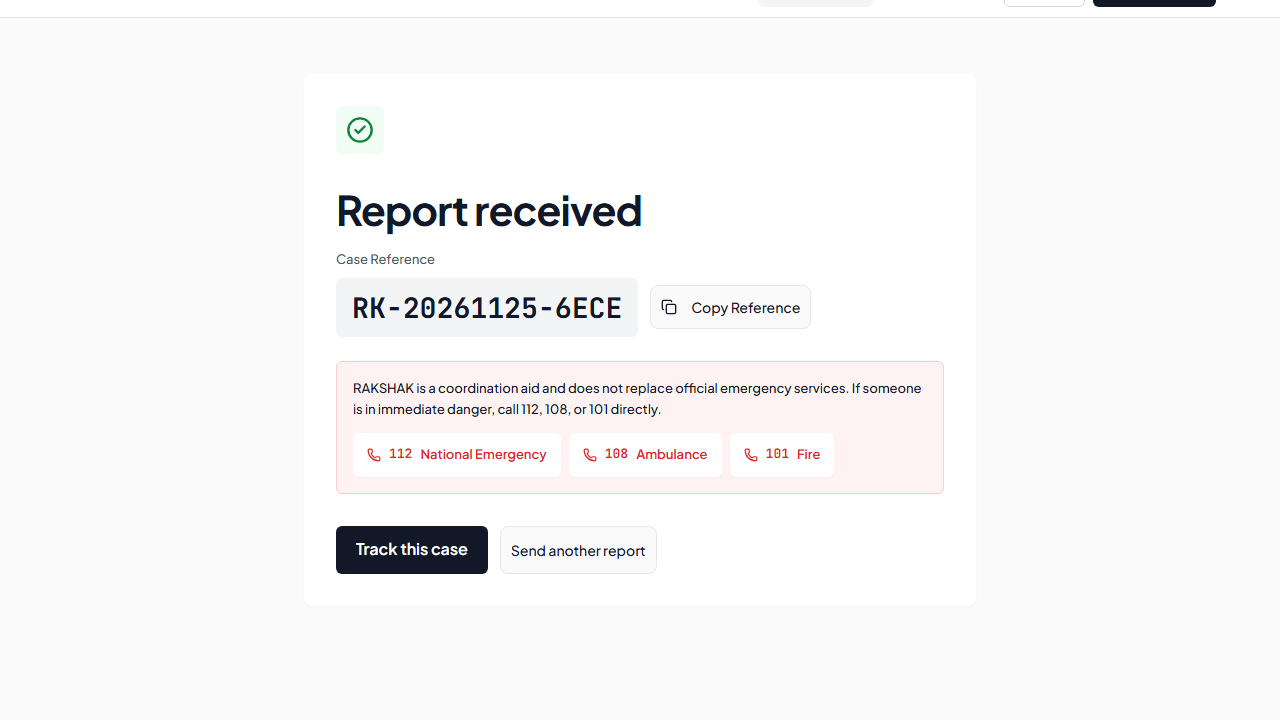 Report received
Case Reference
RK-20261125-6ECE
Copy Reference
RAKSHAK is a coordination aid and does not replace official emergency services. If someone
is in immediate danger, call 112, 108, or 101 directly.
112 National Emergency
108 Ambulance
101 Fire
Track this case
Send another report